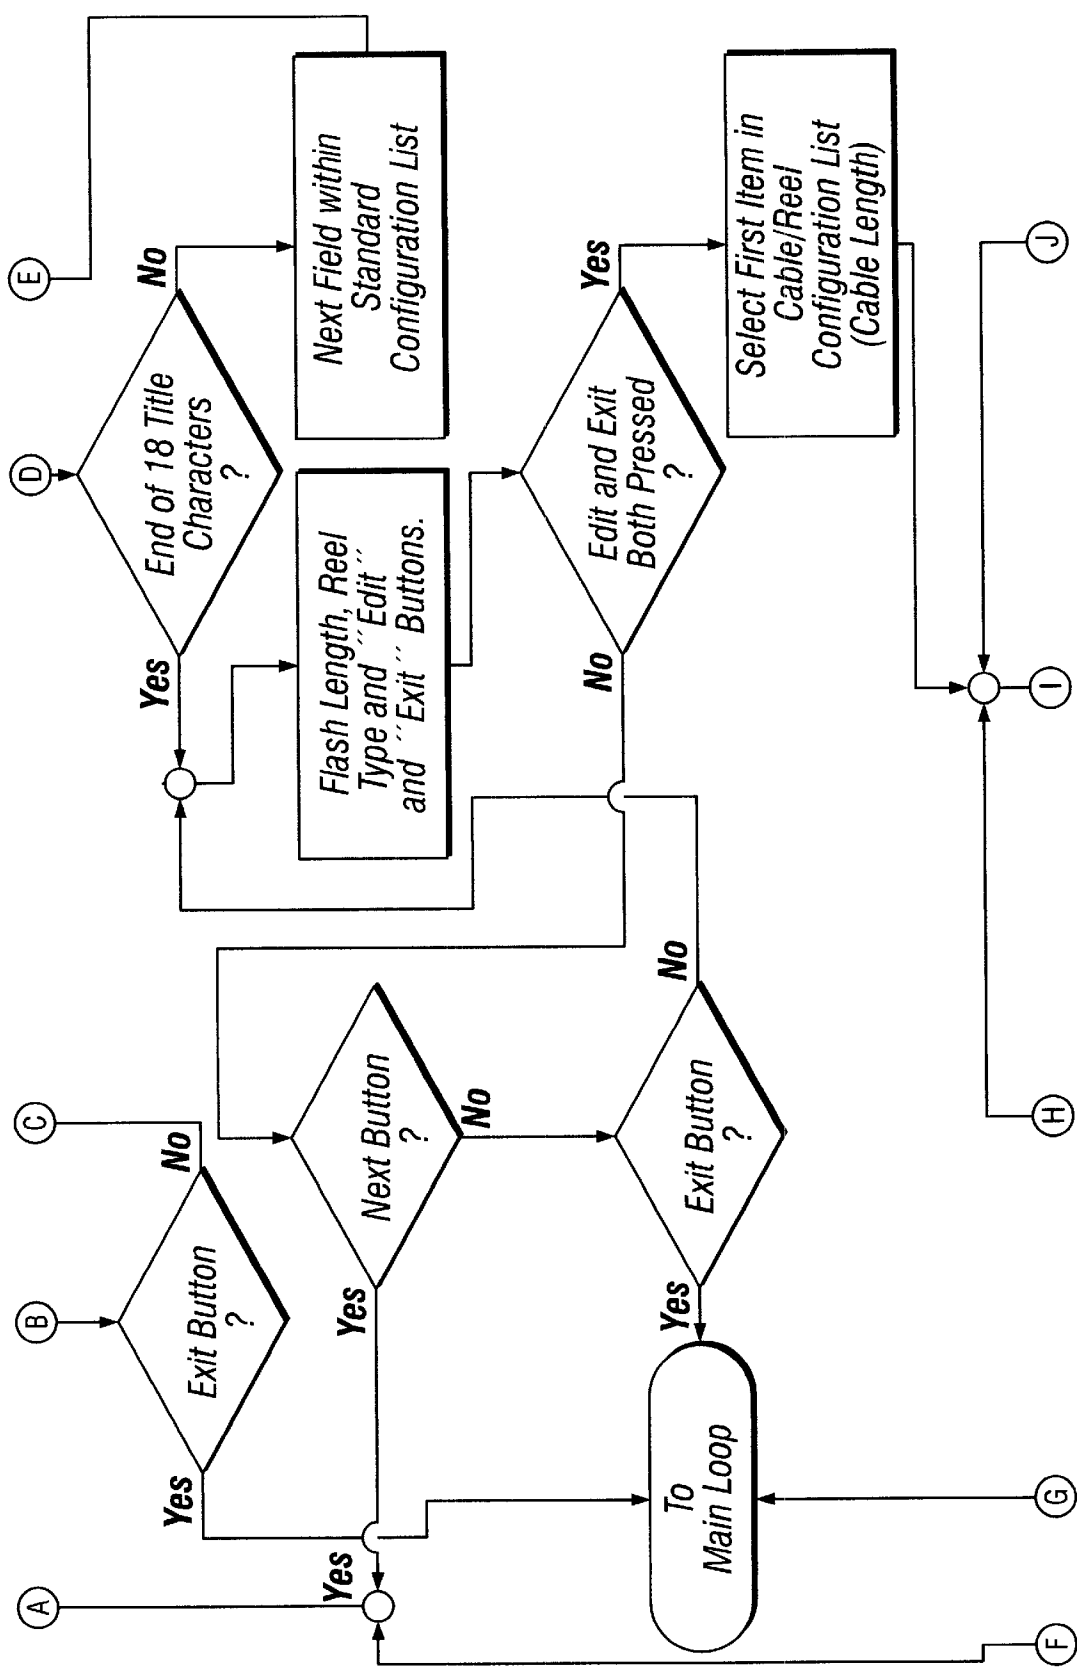 A
B
C
D
E
Exit Button
?
Yes
No
End of 18 Title
Characters
?
Yes
No
Next Field within
Standard
Configuration List
Flash Length, Reel
Type and ˝Edit˝
and ˝Exit˝ Buttons.
Next Button
?
Yes
Yes
No
Edit and Exit
Both Pressed
?
No
Yes
Exit Button
?
Yes
No
To
Main Loop
Select First Item in
Cable/Reel
Configuration List
(Cable Length)
F
G
H
I
J